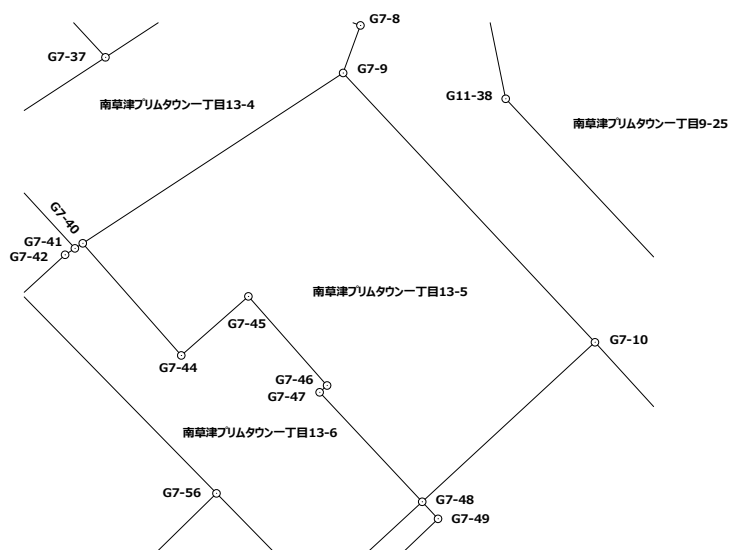 G7-8
G7-37
G7-9
G11-38
南草津プリムタウン一丁目13-4
南草津プリムタウン一丁目9-25
G7-40
G7-41
G7-42
南草津プリムタウン一丁目13-5
G7-45
G7-10
G7-44
G7-46
G7-47
南草津プリムタウン一丁目13-6
G7-56
G7-48
G7-49